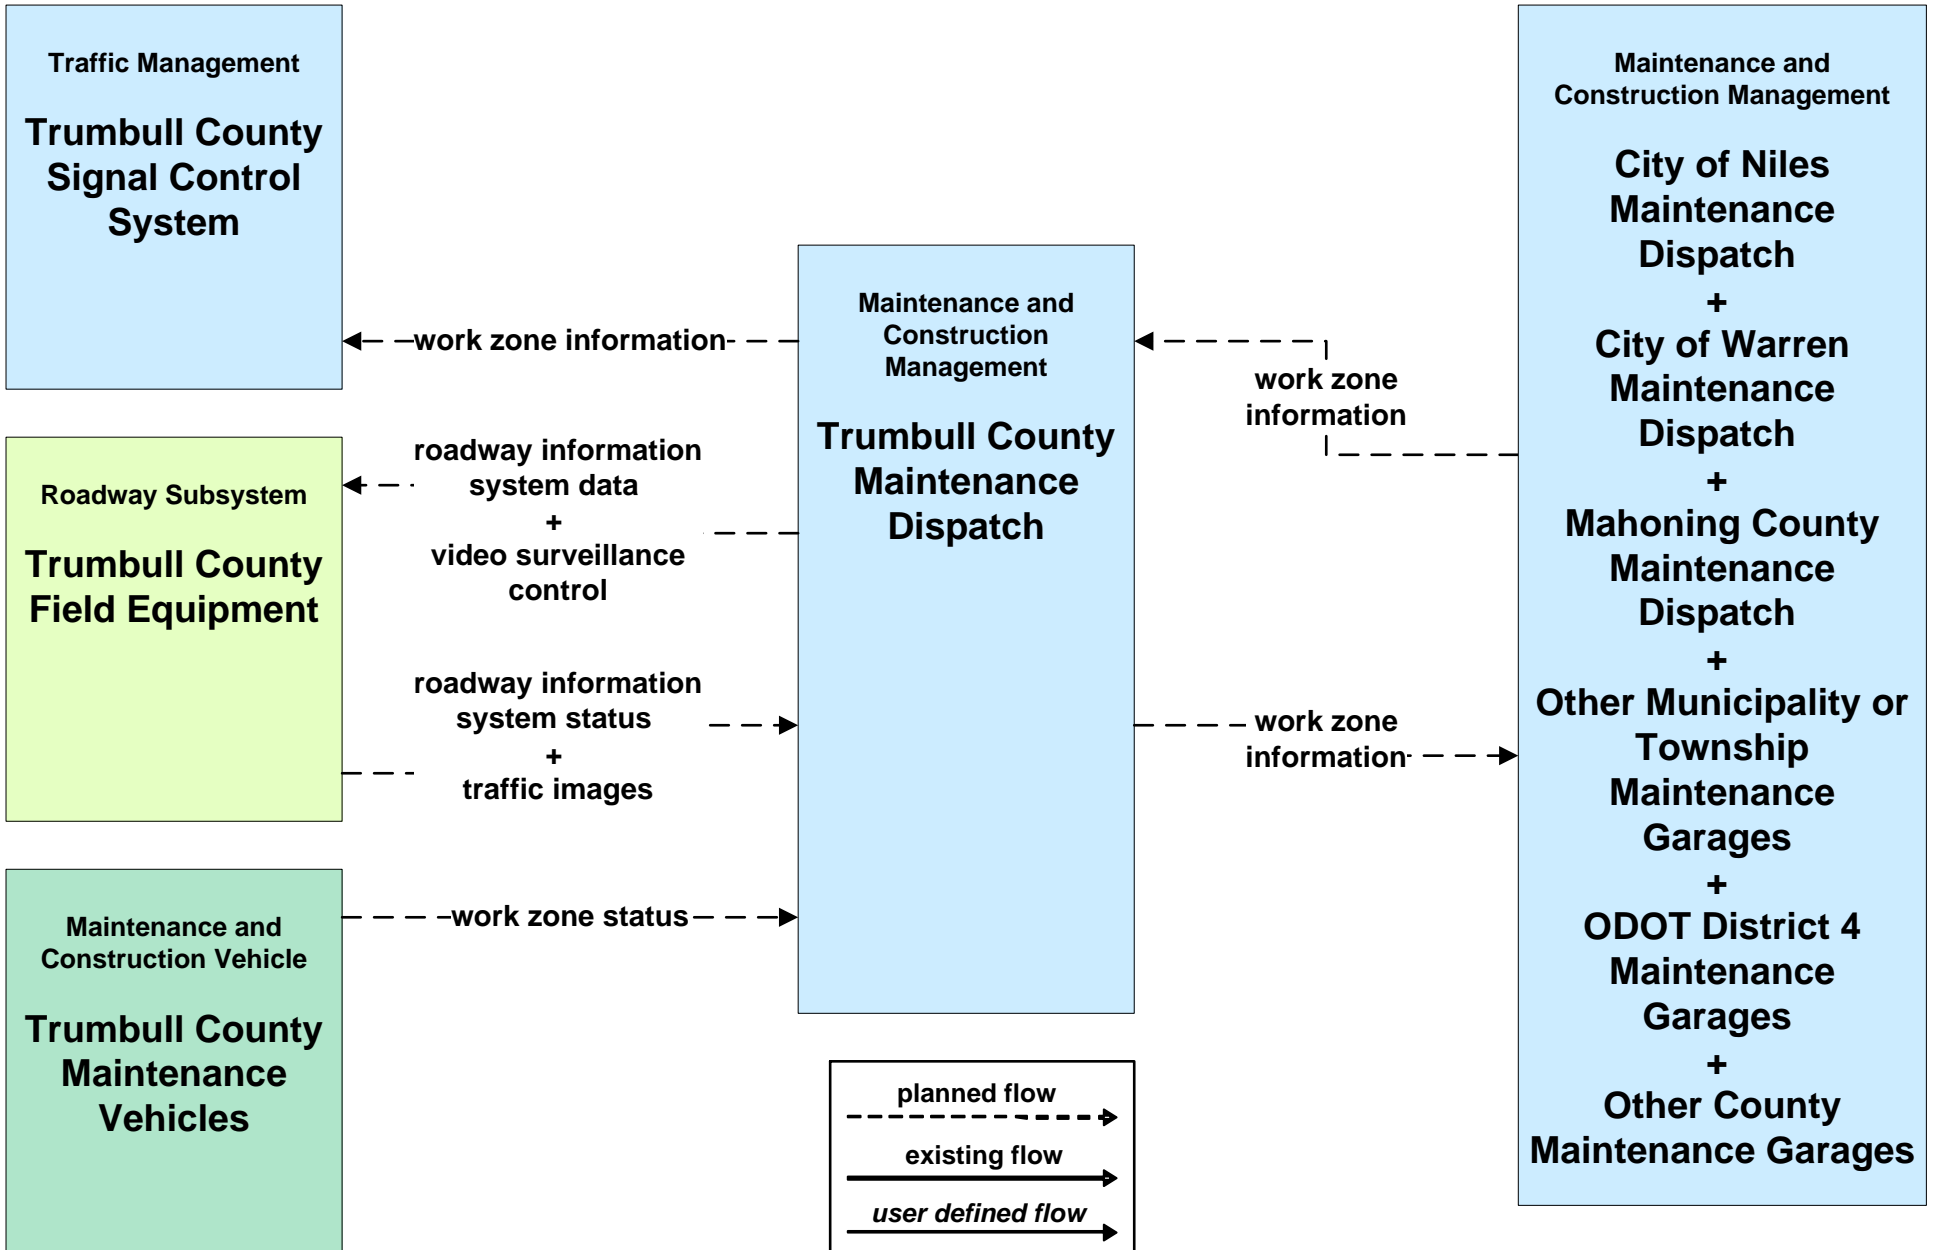 Traffic Management
Trumbull County
Signal Control
System
Roadway Subsystem
Trumbull County
Field Equipment
Maintenance and
Construction Vehicle
Trumbull County
Maintenance
Vehicles
work zone information
roadway information
system data
+
video surveillance
control
roadway information
system status
+
traffic images
work zone status
Maintenance and
Construction
Management
Trumbull County
Maintenance
Dispatch
work zone
information
work zone
information
Maintenance and
Construction Management
City of Niles
Maintenance
Dispatch
+
City of Warren
Maintenance
Dispatch
+
Mahoning County
Maintenance
Dispatch
+
Other Municipality or
Township
Maintenance
Garages
+
ODOT District 4
Maintenance
Garages
+
Other County
Maintenance Garages
planned flow
existing flow
user defined flow